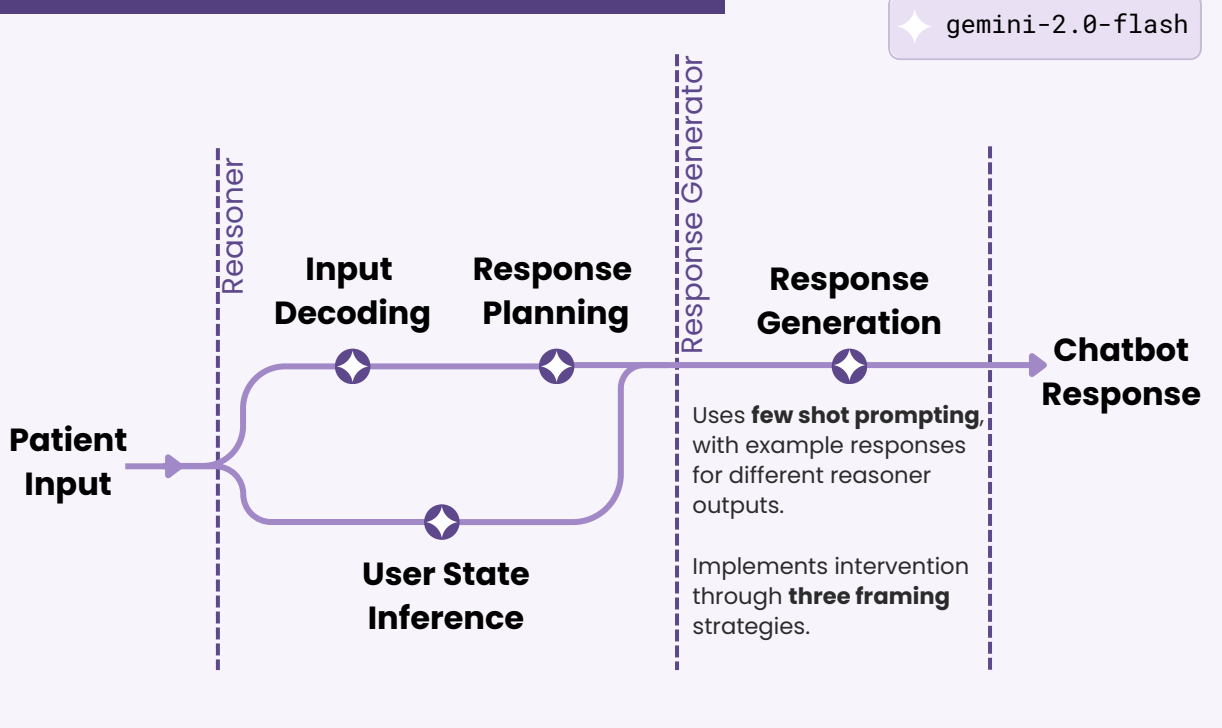 gemini-2.0-flash
Reasoner
Response Generator
Input
Decoding
Response
Planning
Response
Generation
Chatbot
Response
Patient
Input
User State
Inference
Uses few shot prompting,
with example responses
for different reasoner
outputs.
Implements intervention
through three framing
strategies.